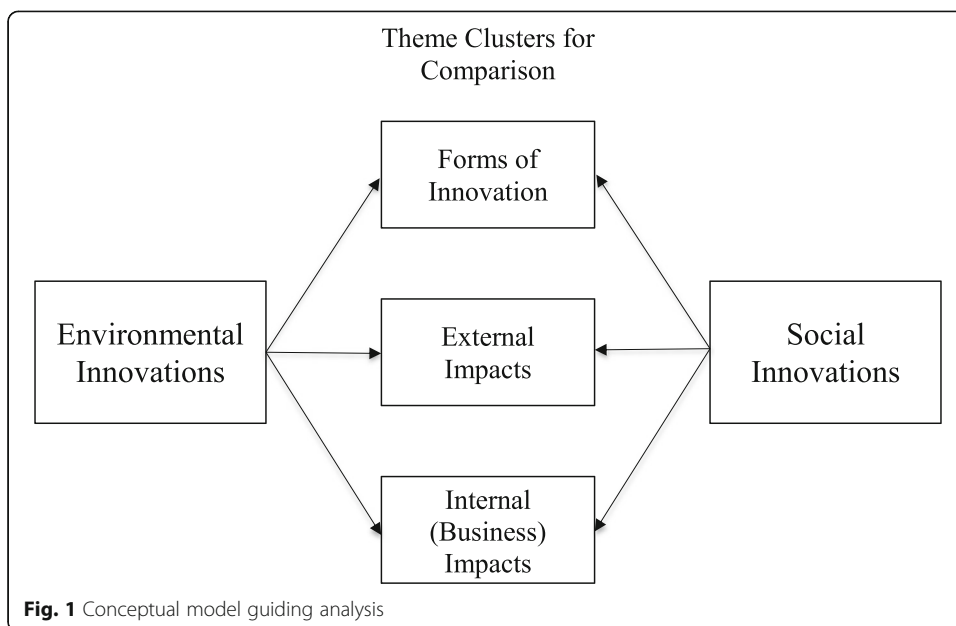 Theme Clusters for
Comparison
Forms of
Innovation
Environmental
Innovations
External
Impacts
Social
Innovations
Internal
(Business)
Impacts
Fig. 1 Conceptual model guiding analysis